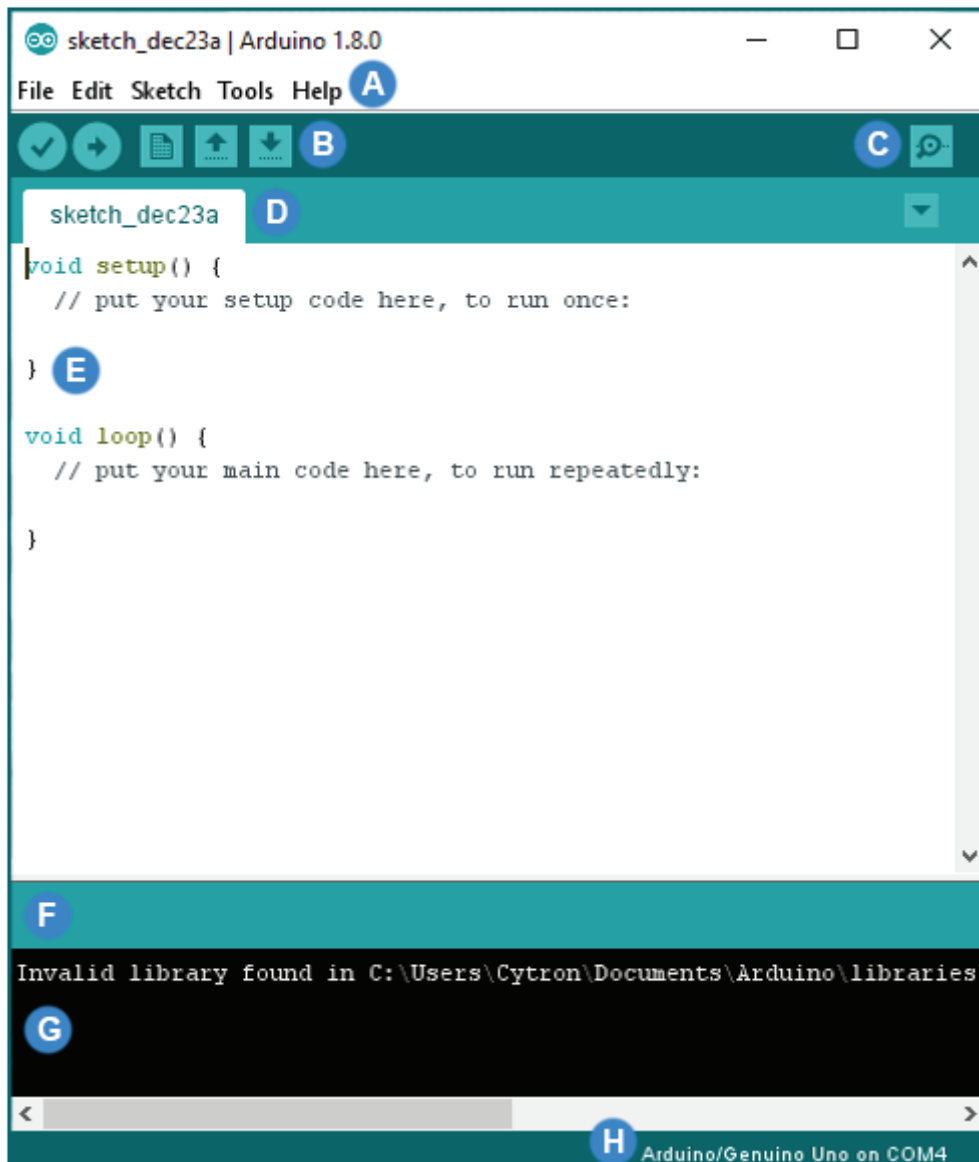 sketch_dec23a | Arduino 1.8.0
File Edit Sketch Tools Help A
B C
sketch_dec23a D
void setup() {
  // put your setup code here, to run once:
} E
void loop() {
  // put your main code here, to run repeatedly:
}
F
Invalid library found in C:\Users\Cytron\Documents\Arduino\libraries
G
H Arduino/Genuino Uno on COM4